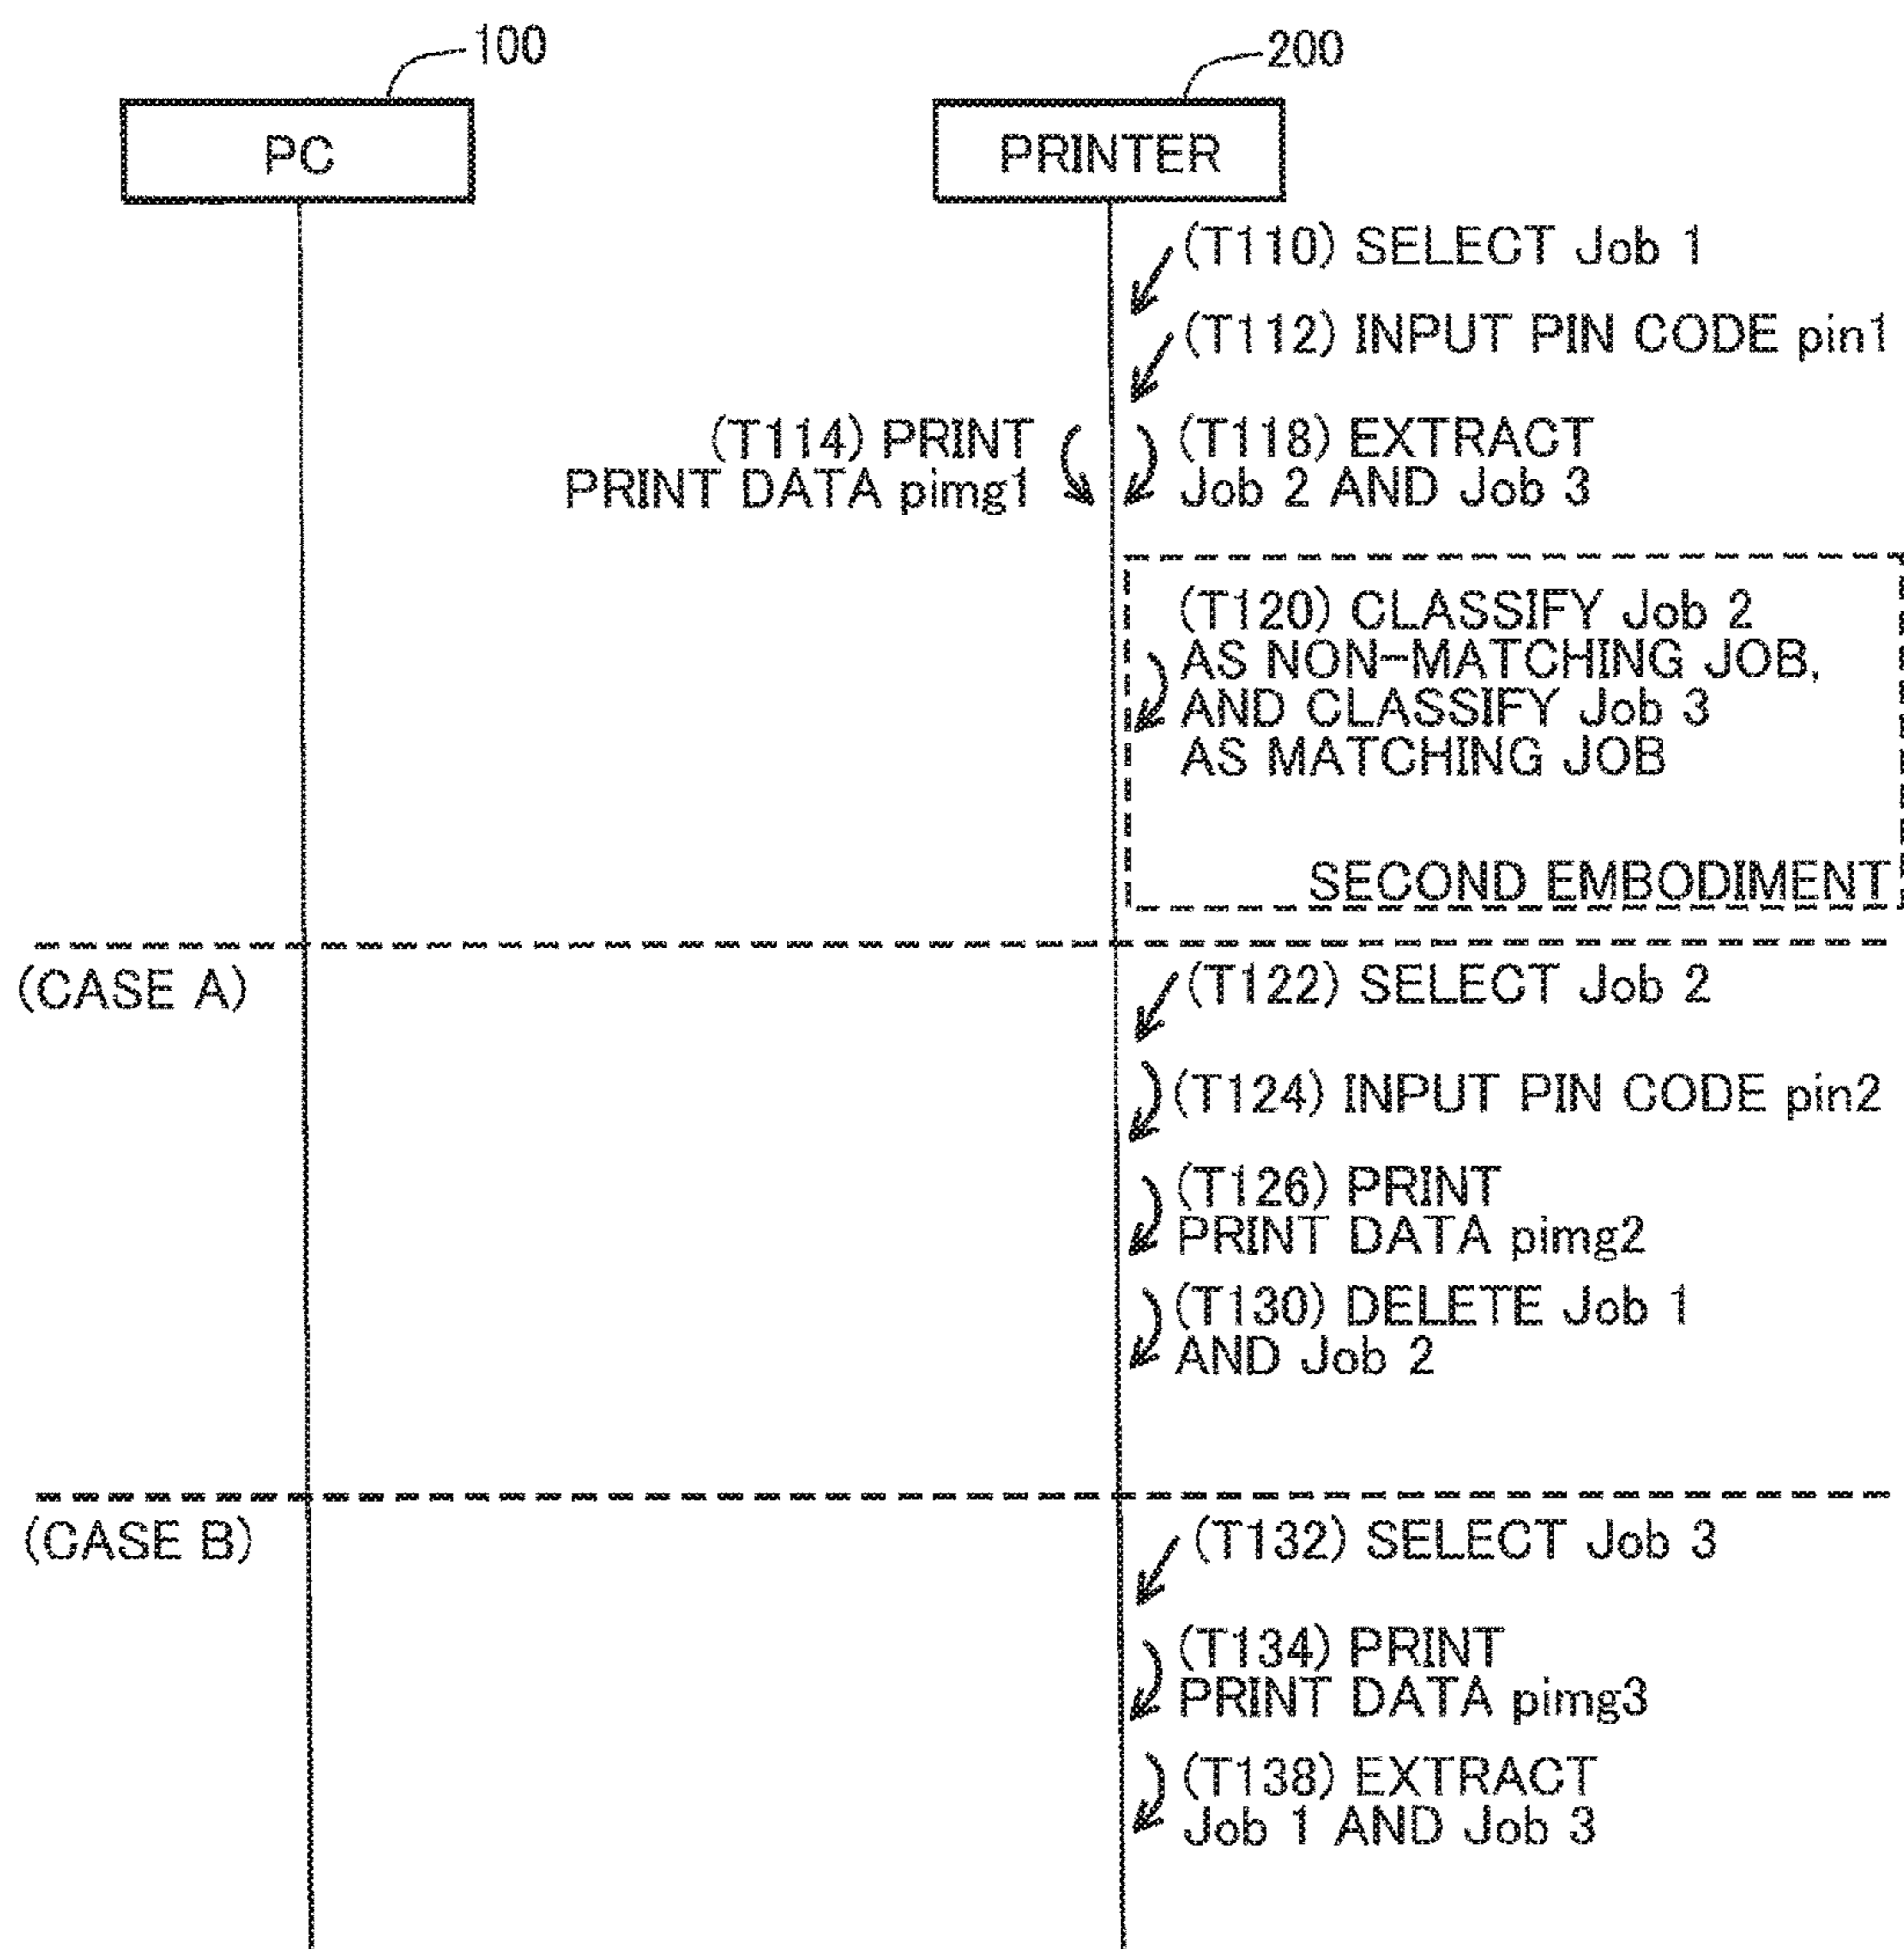 100
200
PC
PRINTER
(T110) SELECT Job 1
(T112) INPUT PIN CODE pin1
(T114) PRINT
PRINT DATA pimg1
(T118) EXTRACT
Job 2 AND Job 3
(T120) CLASSIFY Job 2
AS NON-MATCHING JOB,
AND CLASSIFY Job 3
AS MATCHING JOB
SECOND EMBODIMENT
(CASE A)
(T122) SELECT Job 2
(T124) INPUT PIN CODE pin2
(T126) PRINT
PRINT DATA pimg2
(T130) DELETE Job 1
AND Job 2
(CASE B)
(T132) SELECT Job 3
(T134) PRINT
PRINT DATA pimg3
(T138) EXTRACT
Job 1 AND Job 3